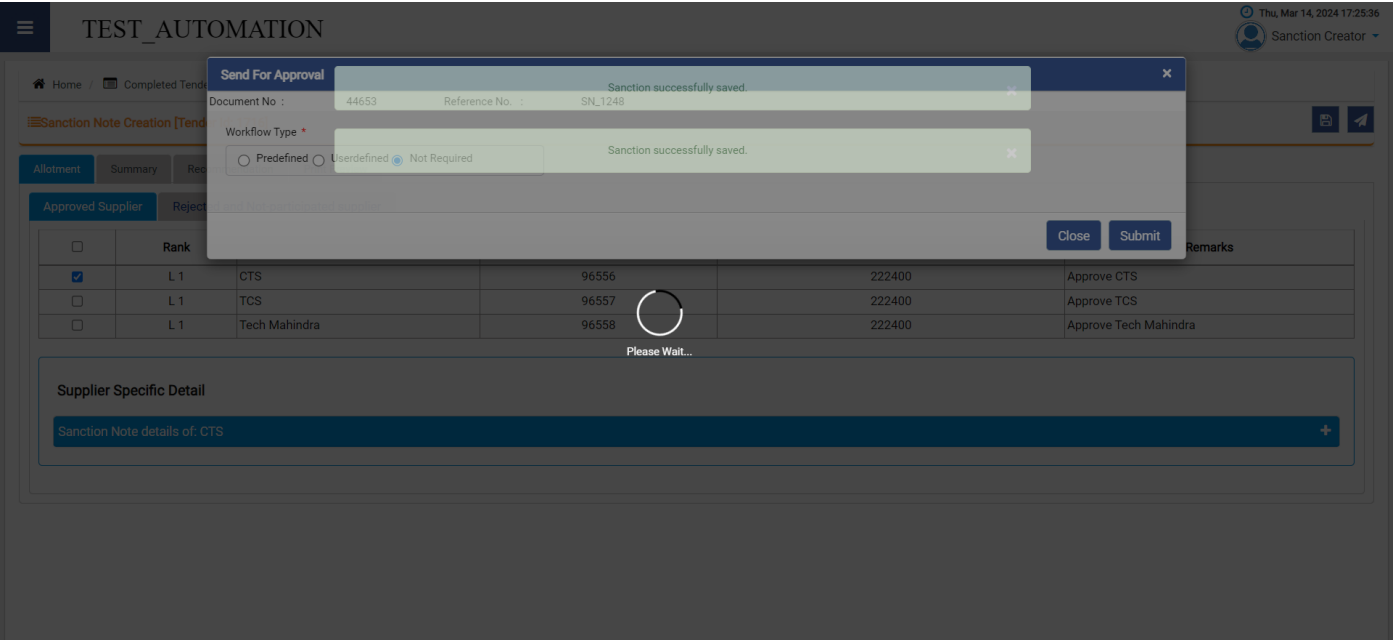 Thu, Mar 14, 2024 17:25:36
TEST_AUTOMATION
Sanction Creator
Home / Completed Tende
Send For Approval
Sanction successfully saved.
Document No : 44653 Reference No. : SN_1248
Sanction Note Creation [Tend
Workflow Type *
Sanction successfully saved.
Predefined Userdefined Not Required
Allotment Summary Rec
Approved Supplier Reject
Close Submit
Rank Remarks
L 1 CTS 96556 222400 Approve CTS
L 1 TCS 96557 222400 Approve TCS
L 1 Tech Mahindra 96558 222400 Approve Tech Mahindra
Please Wait...
Supplier Specific Detail
Sanction Note details of: CTS